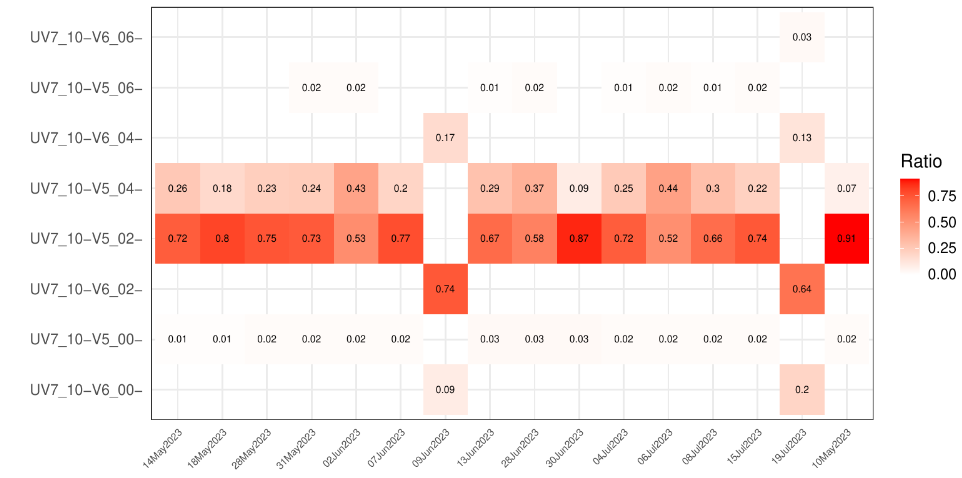 UV7_10−V6_06−
0.03
UV7_10−V5_06−
0.02 0.02 0.01 0.02 0.01 0.02 0.01 0.02
UV7_10−V6_04−
0.17 0.13
UV7_10−V5_04−
0.26 0.18 0.23 0.24 0.43 0.2 0.29 0.37 0.09 0.25 0.44 0.3 0.22 0.07
UV7_10−V5_02−
0.72 0.8 0.75 0.73 0.53 0.77 0.67 0.58 0.87 0.72 0.52 0.66 0.74 0.91
UV7_10−V6_02−
0.74 0.64
UV7_10−V5_00−
0.01 0.01 0.02 0.02 0.02 0.02 0.03 0.03 0.03 0.02 0.02 0.02 0.02 0.02
UV7_10−V6_00−
0.09 0.2
14May2023
18May2023
28May2023
31May2023
02Jun2023
07Jun2023
09Jun2023
13Jun2023
28Jun2023
30Jun2023
04Jul2023
06Jul2023
08Jul2023
15Jul2023
19Jul2023
10May2023
Ratio
0.75
0.50
0.25
0.00